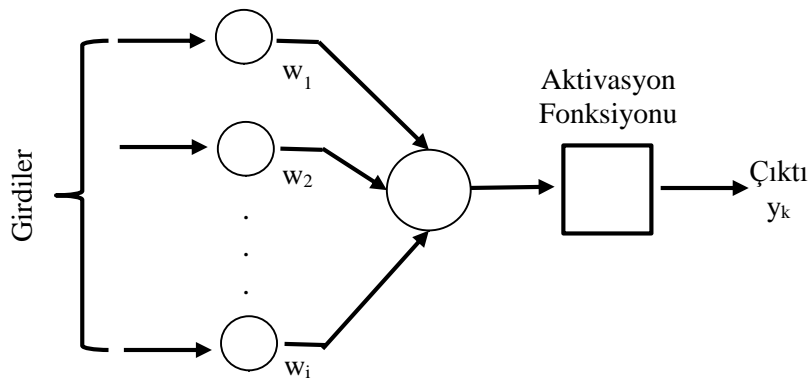 Girdiler
w1
w2
.
.
.
wi
Aktivasyon
Fonksiyonu
Çıktı
yk